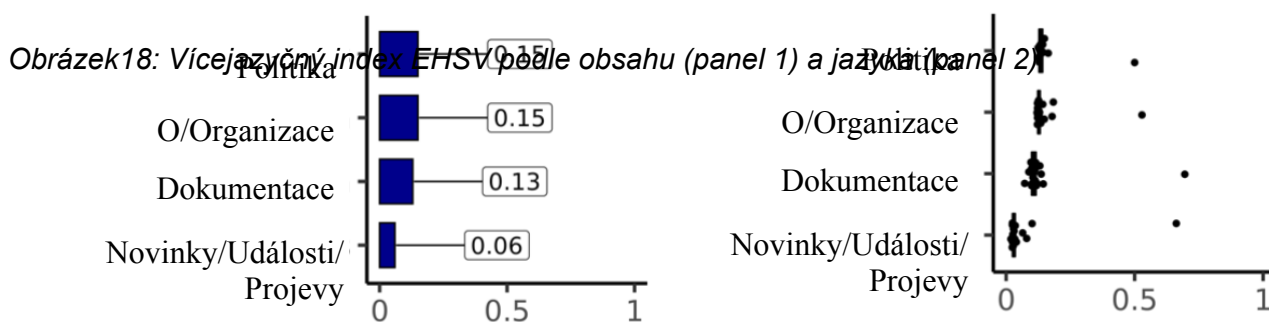 Obrázek18: Vícejazyčný index EHSV podle obsahu (panel 1) a jazyka (panel 2)
Politika
0.15
O/Organizace
0.15
Dokumentace
0.13
Novinky/Události/
Projevy
0.06
0 0.5 1
Politika
O/Organizace
Dokumentace
Novinky/Události/
Projevy
0 0.5 1